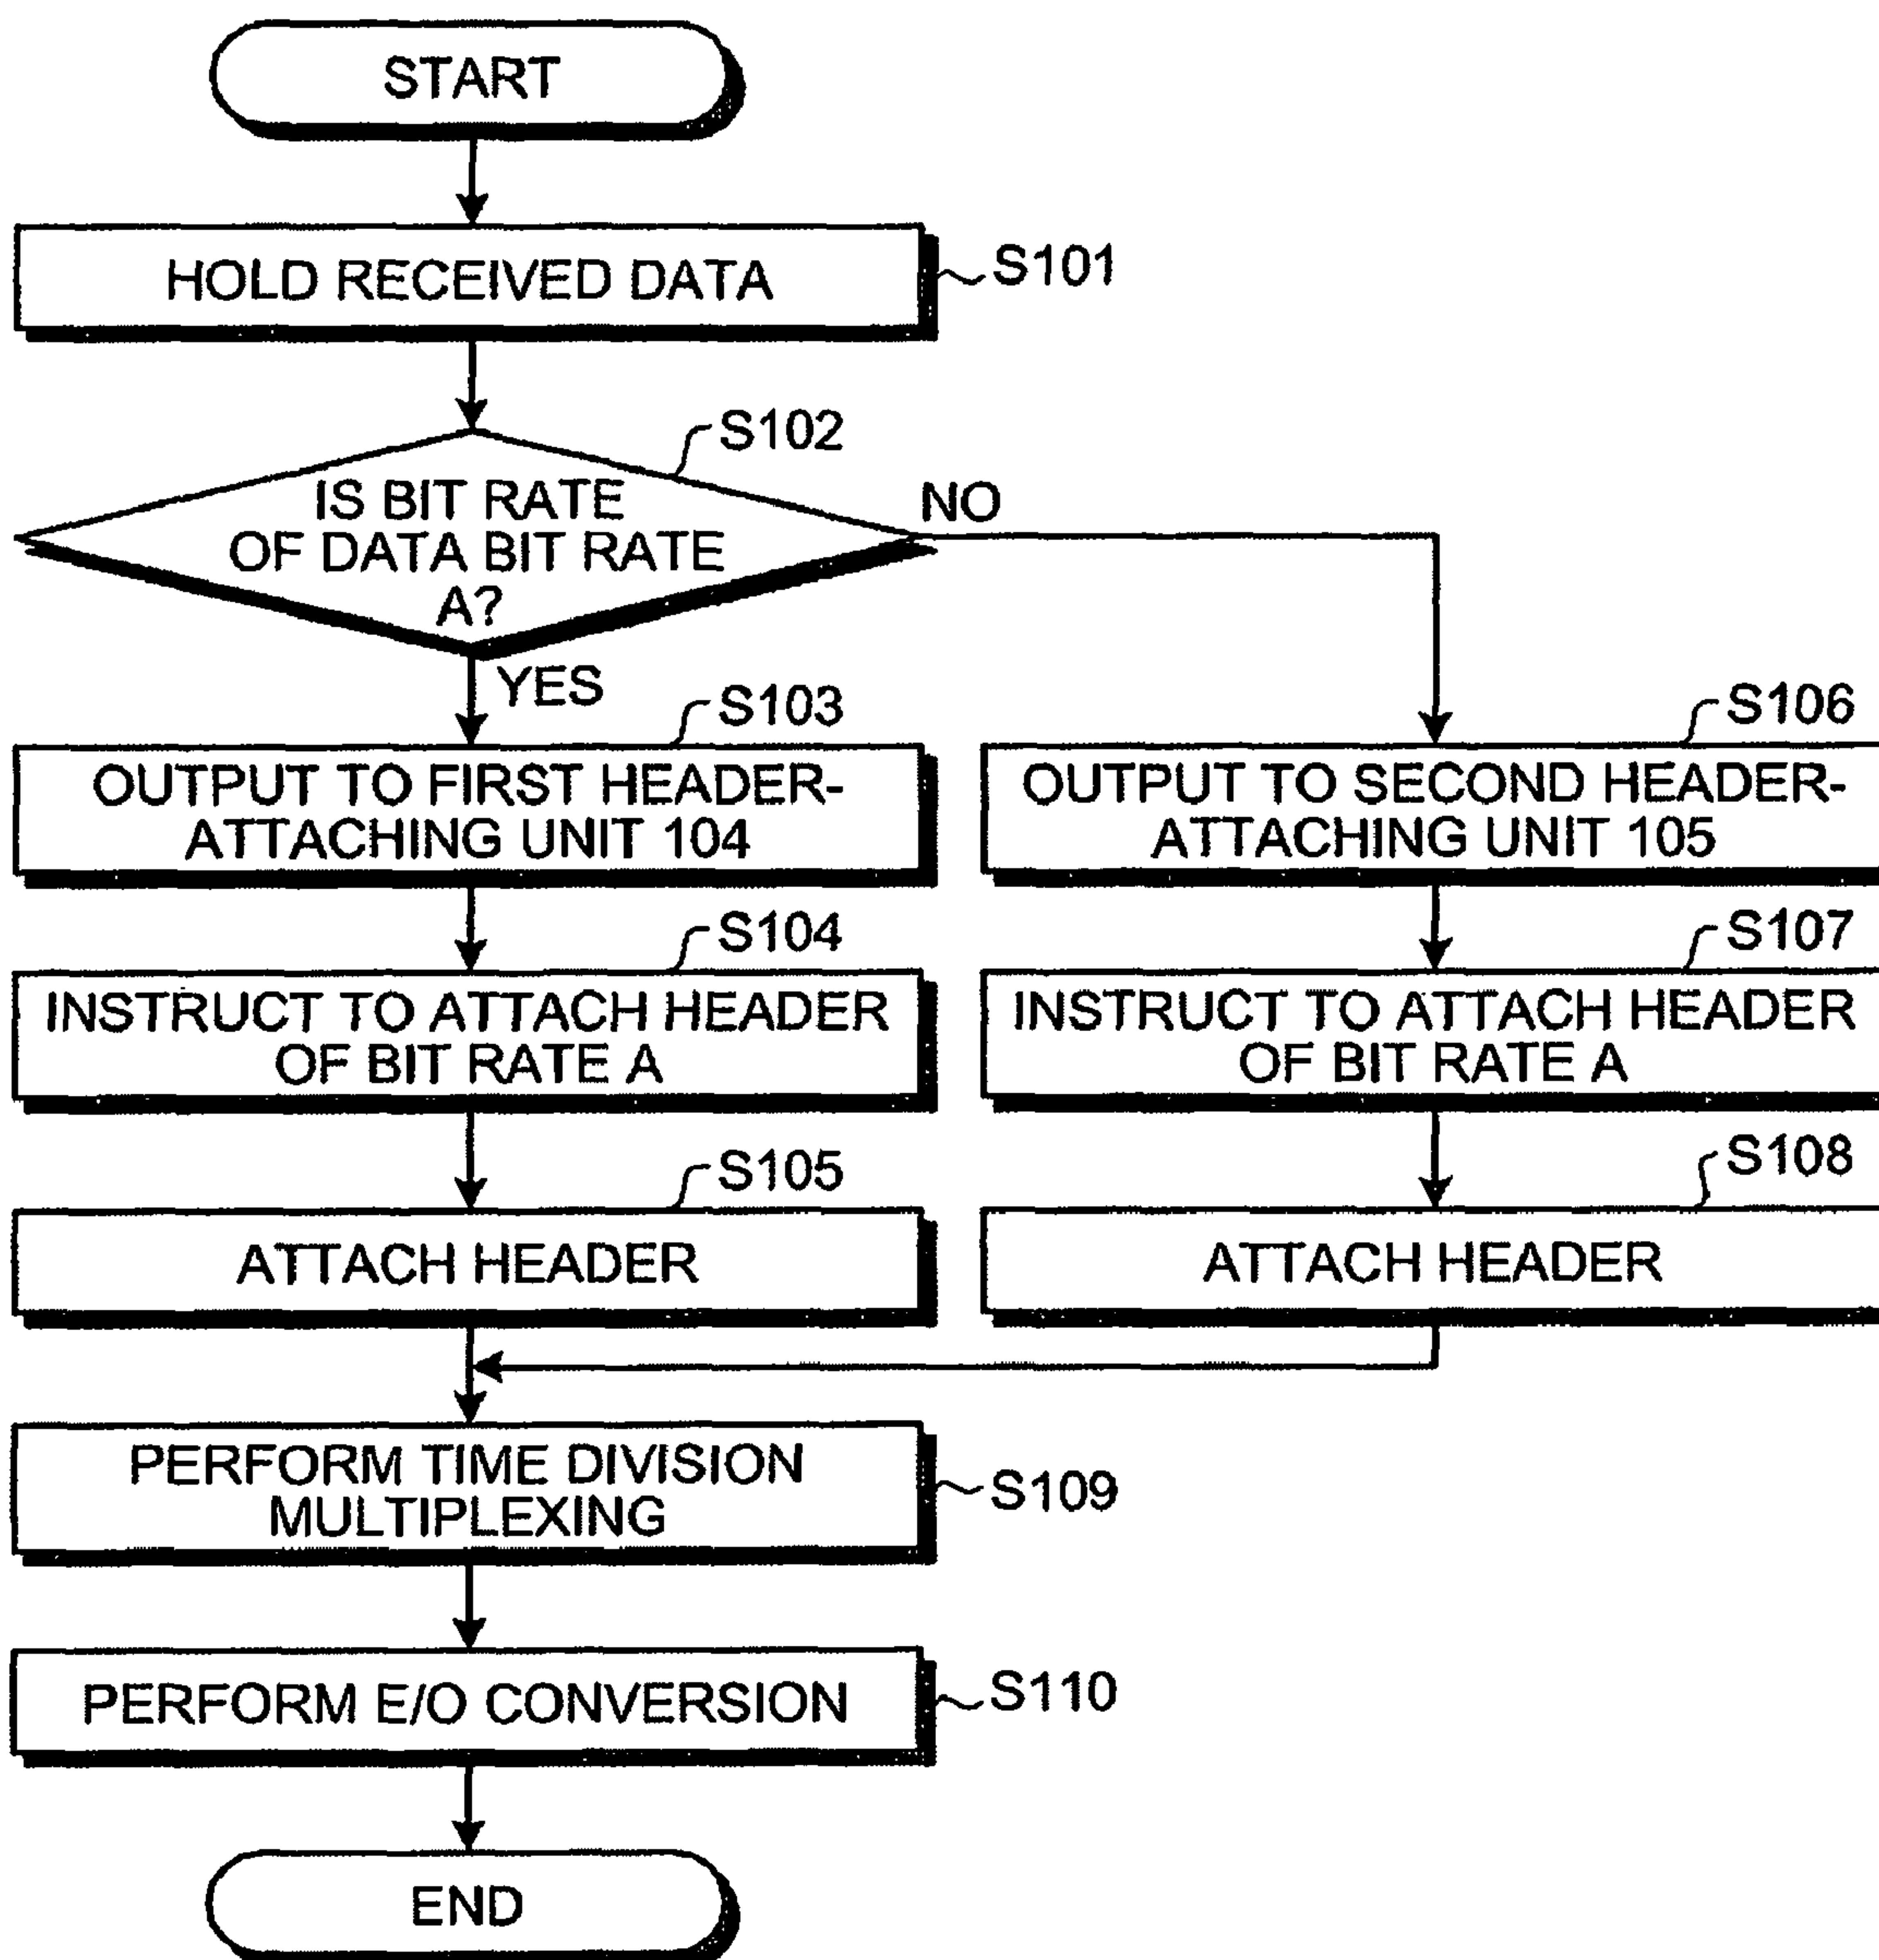 START
HOLD RECEIVED DATA
S101
S102
IS BIT RATE
OF DATA BIT RATE
A?
NO
YES
S103
OUTPUT TO FIRST HEADER-
ATTACHING UNIT 104
S106
OUTPUT TO SECOND HEADER-
ATTACHING UNIT 105
S104
INSTRUCT TO ATTACH HEADER
OF BIT RATE A
S107
INSTRUCT TO ATTACH HEADER
OF BIT RATE A
S105
ATTACH HEADER
S108
ATTACH HEADER
PERFORM TIME DIVISION
MULTIPLEXING
S109
PERFORM E/O CONVERSION
S110
END